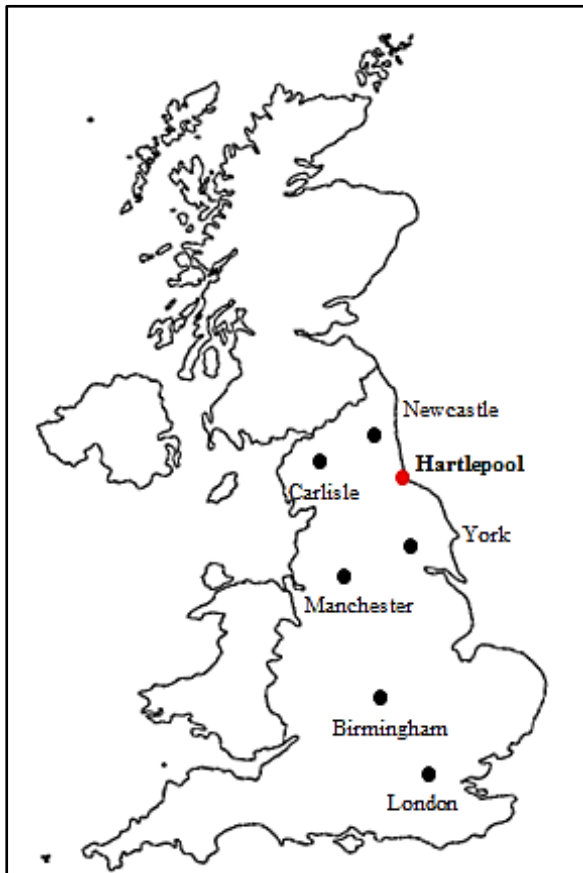 Newcastle
Hartlepool
Carlisle
York
Manchester
Birmingham
London